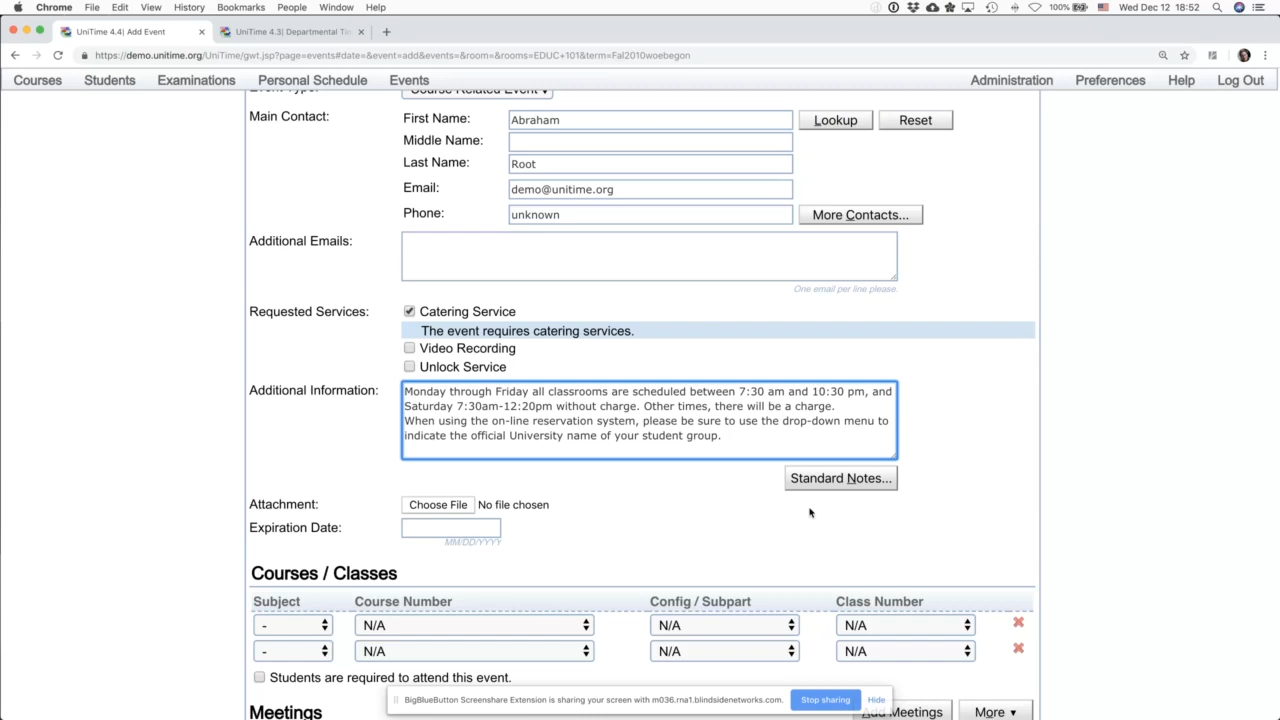 Chrome File Edit View History Bookmarks People Window Help 100% Wed Dec 12 18:52
UniTime 4.4| Add Event UniTime 4.3| Departmental Ti
https://demo.unitime.org/UniTime/gwt.jsp?page=events#date=&event=add&events=&room=&rooms=EDUC+101&term=Fal2010woebegon
Courses Students Examinations Personal Schedule Events Administration Preferences Help Log Out
Event Type: Course Related Event
Main Contact: First Name: Abraham Lookup Reset
Middle Name:
Last Name: Root
Email: demo@unitime.org
Phone: unknown More Contacts...
Additional Emails:
One email per line please.
Requested Services: Catering Service
The event requires catering services.
Video Recording
Unlock Service
Additional Information: Monday through Friday all classrooms are scheduled between 7:30 am and 10:30 pm, and
Saturday 7:30am-12:20pm without charge. Other times, there will be a charge.
When using the on-line reservation system, please be sure to use the drop-down menu to
indicate the official University name of your student group.
Standard Notes...
Attachment: Choose File No file chosen
Expiration Date:
MM/DD/YYYY
Courses / Classes
Subject Course Number Config / Subpart Class Number
- N/A N/A N/A
- N/A N/A N/A
Students are required to attend this event.
BigBlueButton Screenshare Extension is sharing your screen with m036.rna1.blindsidenetworks.com. Stop sharing Hide
Meetings Add Meetings More ▼